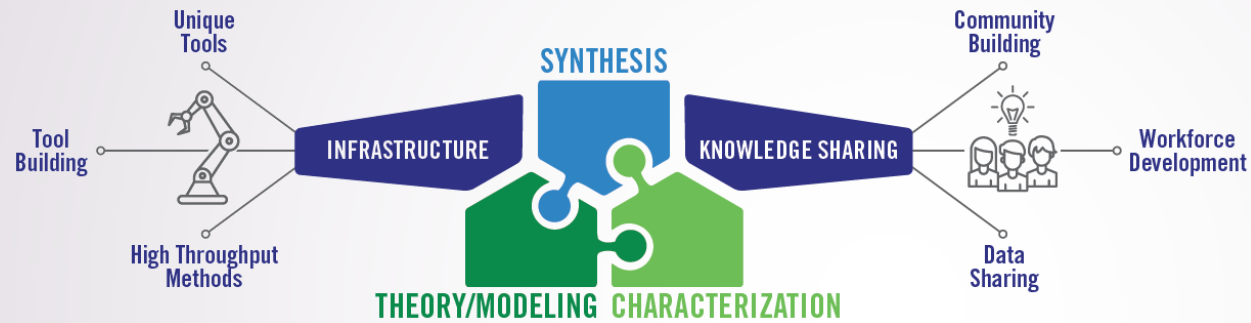 Unique
Tools
Tool
Building
High Throughput
Methods
INFRASTRUCTURE
SYNTHESIS
THEORY/MODELING
CHARACTERIZATION
KNOWLEDGE SHARING
Community
Building
Workforce
Development
Data
Sharing